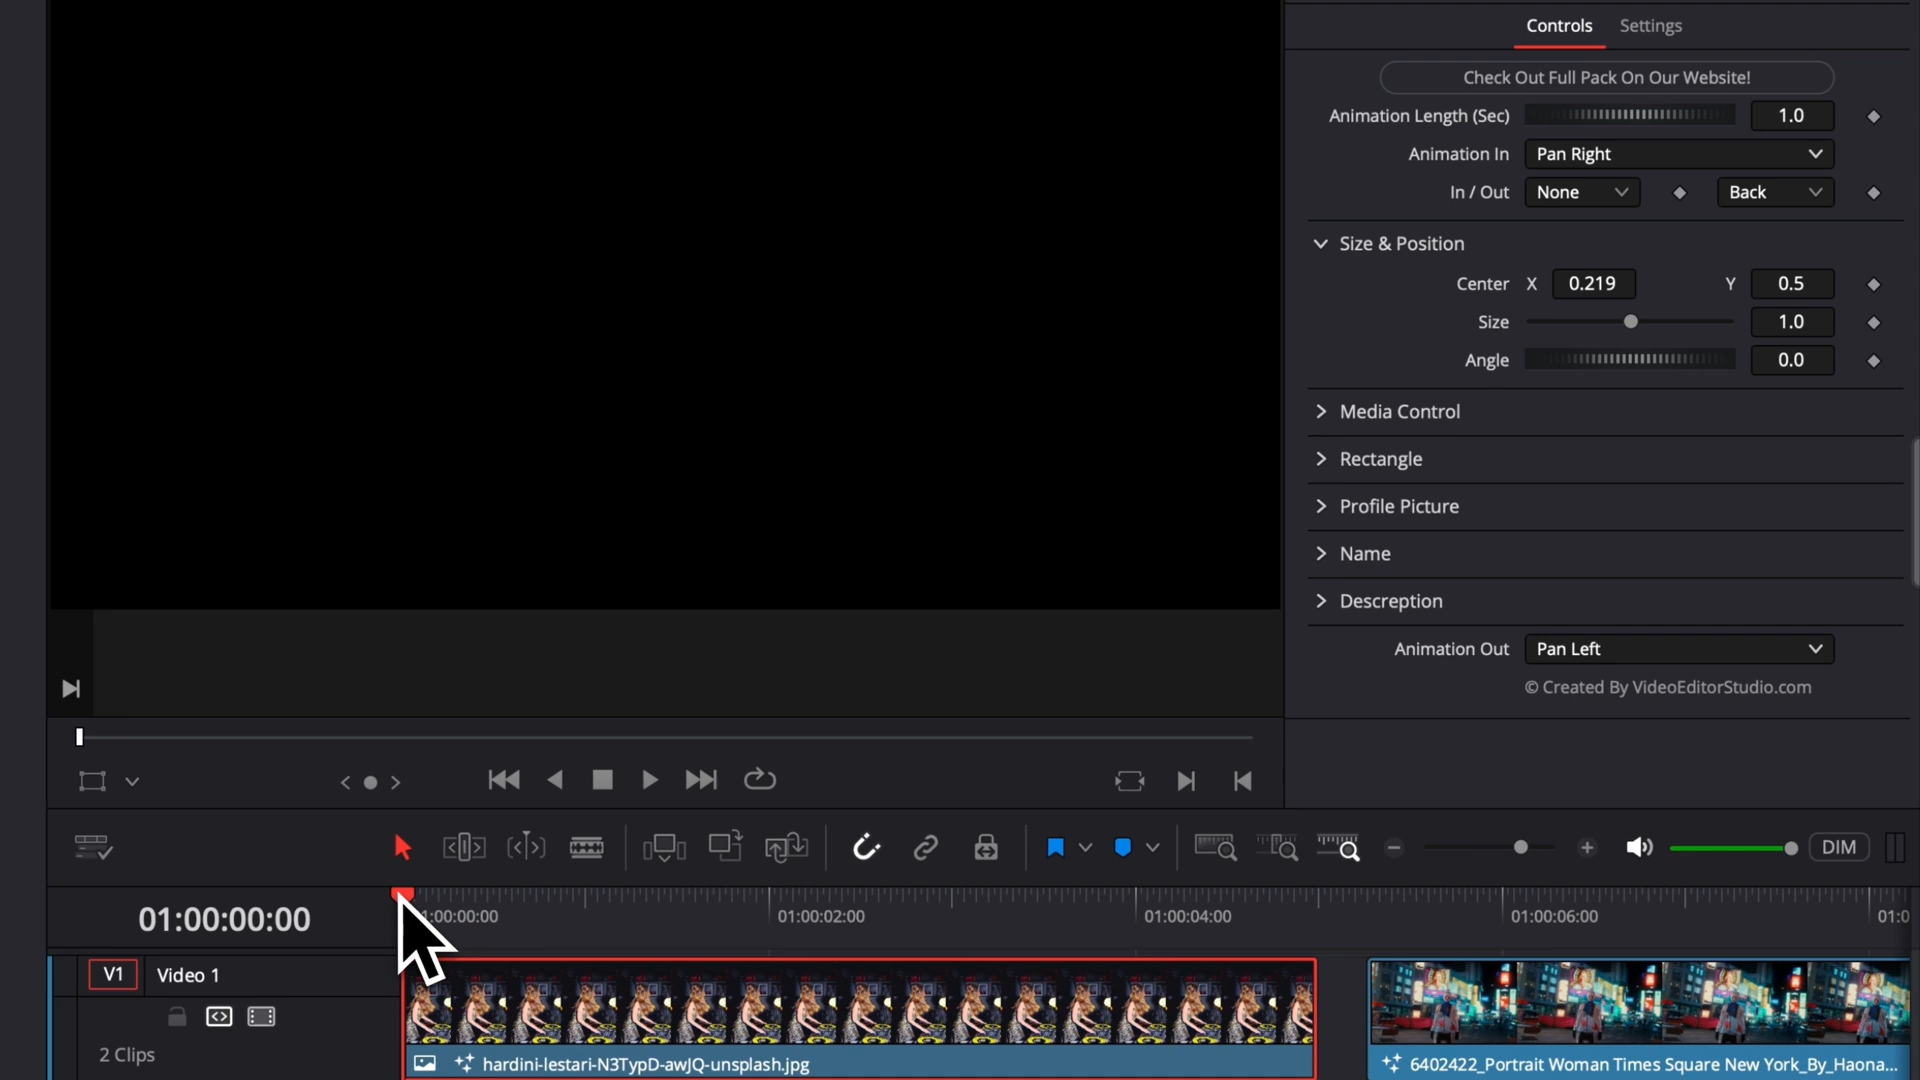 Controls Settings
Check Out Full Pack On Our Website!
Animation Length (Sec) 1.0
Animation In Pan Right
In / Out None Back
Size & Position
Center X 0.219 Y 0.5
Size 1.0
Angle 0.0
Media Control
Rectangle
Profile Picture
Name
Descreption
Animation Out Pan Left
© Created By VideoEditorStudio.com
DIM
01:00:00:00 1:00:00:00 01:00:02:00 01:00:04:00 01:00:06:00 01:0
V1 Video 1
2 Clips
hardini-lestari-N3TypD-awJQ-unsplash.jpg 6402422_Portrait Woman Times Square New York_By_Haona...